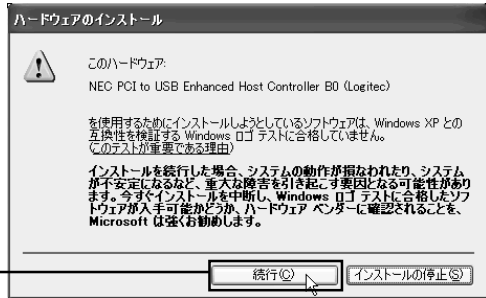 ハードウェアのインストール
このハードウェア:
NEC PCI to USB Enhanced Host Controller B0 (Logitec)
を使用するためにインストールしようとしているソフトウェアは、Windows XP との
互換性を検証する Windows ロゴ テストに合格していません。
(このテストが重要である理由)
インストールを続行した場合、システムの動作が損なわれたり、システム
が不安定になるなど、重大な障害を引き起こす要因となる可能性があり
ます。今すぐインストールを中断し、Windows ロゴ テストに合格したソフ
トウェアが入手可能かどうか、ハードウェア ベンダーに確認されることを、
Microsoft は強くお勧めします。
続行(C) インストールの停止(S)